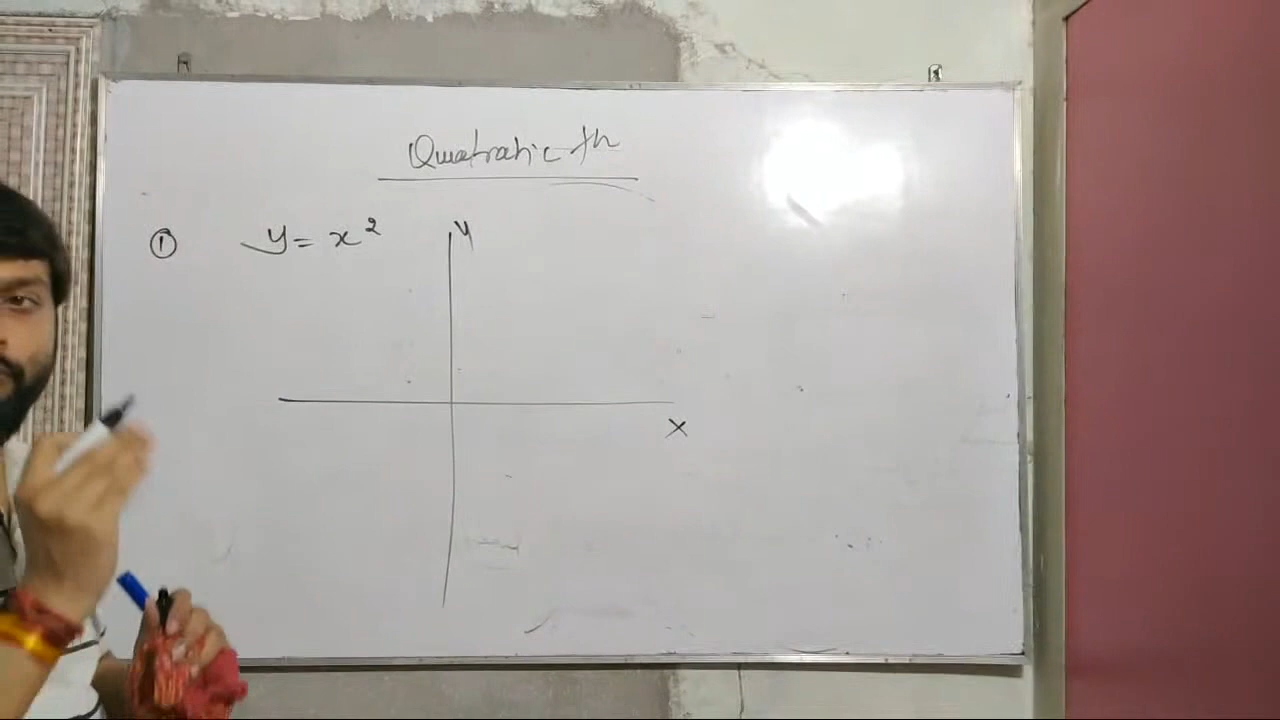 Quadratic fn
① y = x²
y
x